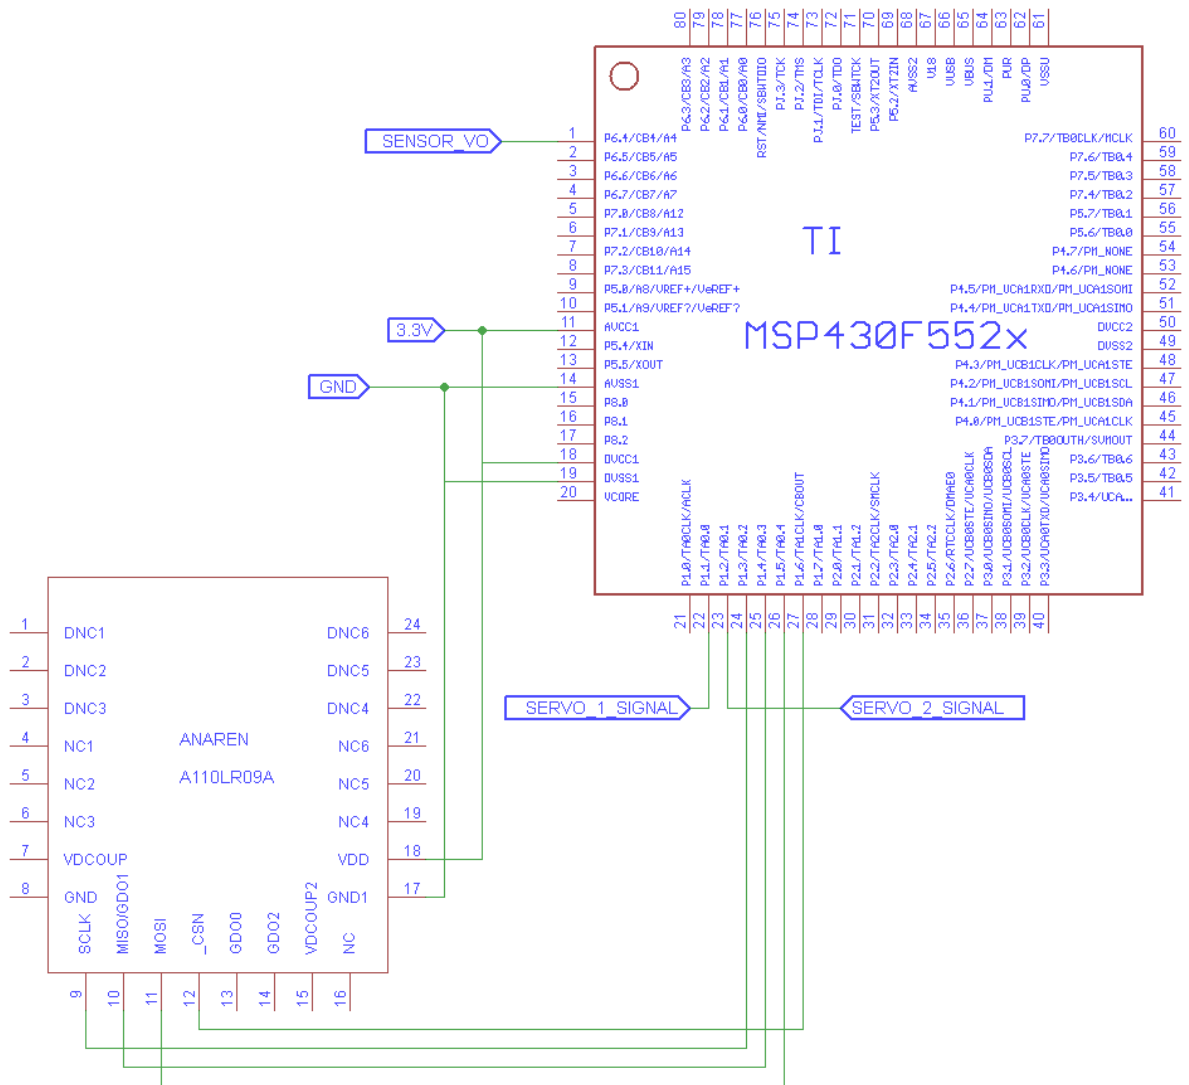 80
79
78
77
76
75
74
73
72
71
70
69
68
67
66
65
64
63
62
61
P6.3/CB3/A3
P6.2/CB2/A2
P6.1/CB1/A1
P6.0/CB0/A0
RST/NMI/SBWTDIO
PJ.3/TCK
PJ.2/TMS
PJ.1/TDI/TCLK
PJ.0/TDO
TEST/SBWTCK
P5.3/XT2OUT
P5.2/XT2IN
AVSS2
V18
VUSB
VBUS
PU.1/DM
PUR
PU.0/DP
VSSU
SENSOR_VO
1 P6.4/CB4/A4
2 P6.5/CB5/A5
3 P6.6/CB6/A6
4 P6.7/CB7/A7
5 P7.0/CB8/A12
6 P7.1/CB9/A13
7 P7.2/CB10/A14
8 P7.3/CB11/A15
9 P5.0/A8/VREF+/VeREF+
10 P5.1/A9/VREF?/VeREF?
3.3V
11 AVCC1
12 P5.4/XIN
13 P5.5/XOUT
GND
14 AVSS1
15 P8.0
16 P8.1
17 P8.2
18 DVCC1
19 DVSS1
20 VCORE
TI
MSP430F552x
P7.7/TB0CLK/MCLK 60
P7.6/TB0.4 59
P7.5/TB0.3 58
P7.4/TB0.2 57
P5.7/TB0.1 56
P5.6/TB0.0 55
P4.7/PM_NONE 54
P4.6/PM_NONE 53
P4.5/PM_UCA1RXD/PM_UCA1SOMI 52
P4.4/PM_UCA1TXD/PM_UCA1SIMO 51
DVCC2 50
DVSS2 49
P4.3/PM_UCB1CLK/PM_UCA1STE 48
P4.2/PM_UCB1SOMI/PM_UCB1SCL 47
P4.1/PM_UCB1SIMO/PM_UCB1SDA 46
P4.0/PM_UCB1STE/PM_UCA1CLK 45
P3.7/TB0OUTH/SVMOUT 44
P3.6/TB0.6 43
P3.5/TB0.5 42
P3.4/UCA... 41
P1.0/TA0CLK/ACLK
P1.1/TA0.0
P1.2/TA0.1
P1.3/TA0.2
P1.4/TA0.3
P1.5/TA0.4
P1.6/TA1CLK/CBOUT
P1.7/TA1.0
P2.0/TA1.1
P2.1/TA1.2
P2.2/TA2CLK/SMCLK
P2.3/TA2.0
P2.4/TA2.1
P2.5/TA2.2
P2.6/RTCCLK/DMAE0
P2.7/UCB0STE/UCA0CLK
P3.0/UCB0SIMO/UCB0SDA
P3.1/UCB0SOMI/UCB0SCL
P3.2/UCB0CLK/UCA0STE
P3.3/UCA0TXD/UCA0SIMO
21
22
23
24
25
26
27
28
29
30
31
32
33
34
35
36
37
38
39
40
SERVO_1_SIGNAL
SERVO_2_SIGNAL
ANAREN
A110LR09A
1 DNC1
2 DNC2
3 DNC3
4 NC1
5 NC2
6 NC3
7 VDCOUP
8 GND
DNC6 24
DNC5 23
DNC4 22
NC6 21
NC5 20
NC4 19
VDD 18
GND1 17
SCLK
MISO/GDO1
MOSI
_CSN
GDO0
GDO2
VDCOUP2
NC
9
10
11
12
13
14
15
16